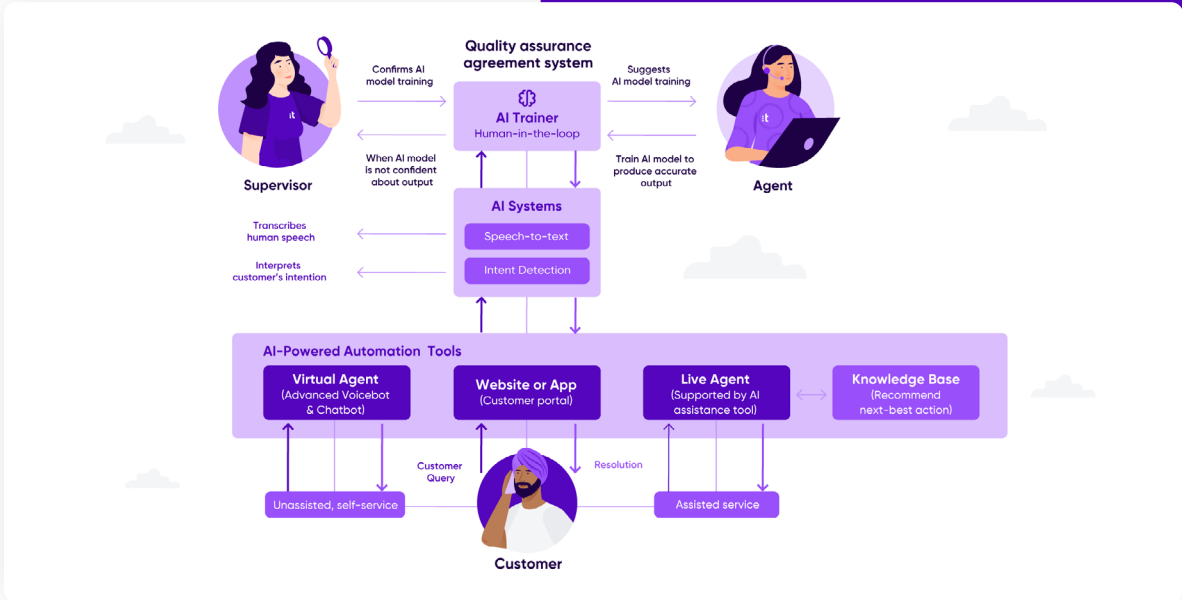 Quality assurance
agreement system
Confirms AI
model training
Suggests
AI model training
AI Trainer
Human-in-the-loop
When AI model
is not confident
about output
Train AI model to
produce accurate
output
Supervisor
Agent
AI Systems
Speech-to-text
Intent Detection
Transcribes
human speech
Interprets
customer's intention
AI-Powered Automation Tools
Virtual Agent
(Advanced Voicebot
& Chatbot)
Website or App
(Customer portal)
Live Agent
(Supported by AI
assistance tool)
Knowledge Base
(Recommend
next-best action)
Customer
Query
Resolution
Unassisted, self-service
Assisted service
Customer